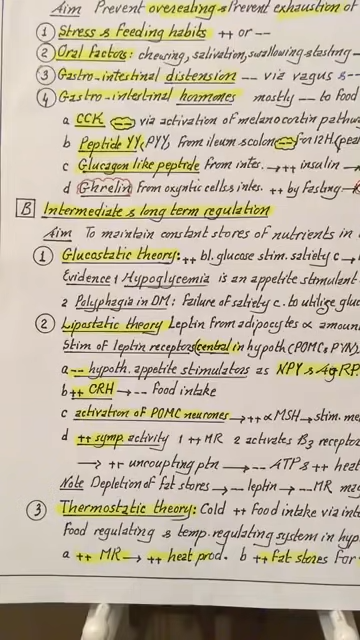 Aim Prevent overeating & Prevent exhaustion of
① Stress & feeding habits ++ or --
② Oral factors: chewing, salivation, swallowing & tasting -
③ Gastro-intestinal distension -- via vagus &
④ Gastro-intestinal hormones mostly -- to food
a CCK -- via activation of melanocortin pathwa
b Peptide YY (PYY) from ileum & colon -- for 12H (pea
c Glucagon like peptide from intes. → ++ insulin →
d Ghrelin from oxyntic cells & intes. ++ by fasting →
B Intermediate & long term regulation
Aim To maintain constant stores of nutrients in
① Glucostatic theory: ++ bl. glucose stim. satiety c →
Evidence 1 Hypoglycemia is an appetite stimulant
2 Polyphagia in DM: failure of satiety c. to utilize gluc
② Lipostatic theory Leptin from adipocytes ∝ amoun
Stim of leptin receptors (central in hypoth (POMC & PVN)
a -- hypoth. appetite stimulators as NPY & AgRP
b ++ CRH → -- food intake
c activation of POMC neurones → ++ αMSH → stim. me
d ++ symp. activity 1 ++ MR 2 activates B3 receptor
→ ++ uncoupling ptn → -- ATP & ++ heat
Note Depletion of fat stores → -- leptin → -- MR
③ Thermostatic theory: Cold ++ food intake via inte
Food regulating & temp. regulating system in hyp
a ++ MR → ++ heat prod. b ++ fat stores for